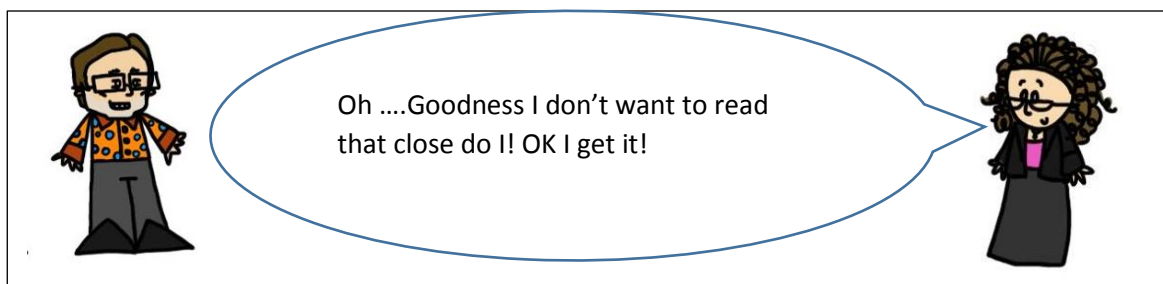 Oh ....Goodness I don’t want to read
that close do I! OK I get it!